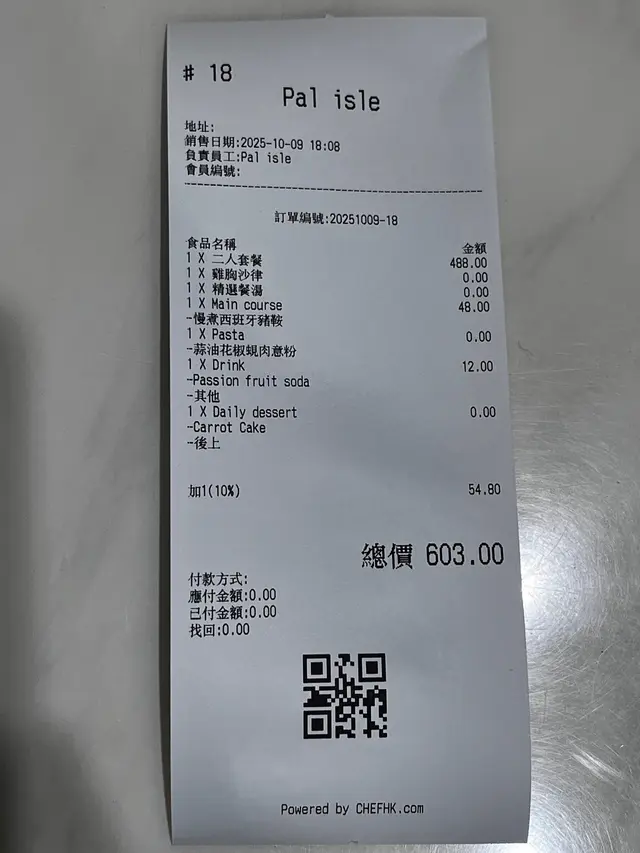 # 18
Pal isle
地址:
銷售日期:2025-10-09 18:08
負責員工:Pal isle
會員編號:
訂單編號:20251009-18
食品名稱 金額
1 X 二人套餐 488.00
1 X 雞胸沙律 0.00
1 X 精選餐湯 0.00
1 X Main course 48.00
-慢煮西班牙豬鞍
1 X Pasta 0.00
-蒜油花椒蜆肉意粉
1 X Drink 12.00
-Passion fruit soda
-其他
1 X Daily dessert 0.00
-Carrot Cake
-後上
加1(10%) 54.80
總價 603.00
付款方式:
應付金額:0.00
已付金額:0.00
找回:0.00
Powered by CHEFHK.com